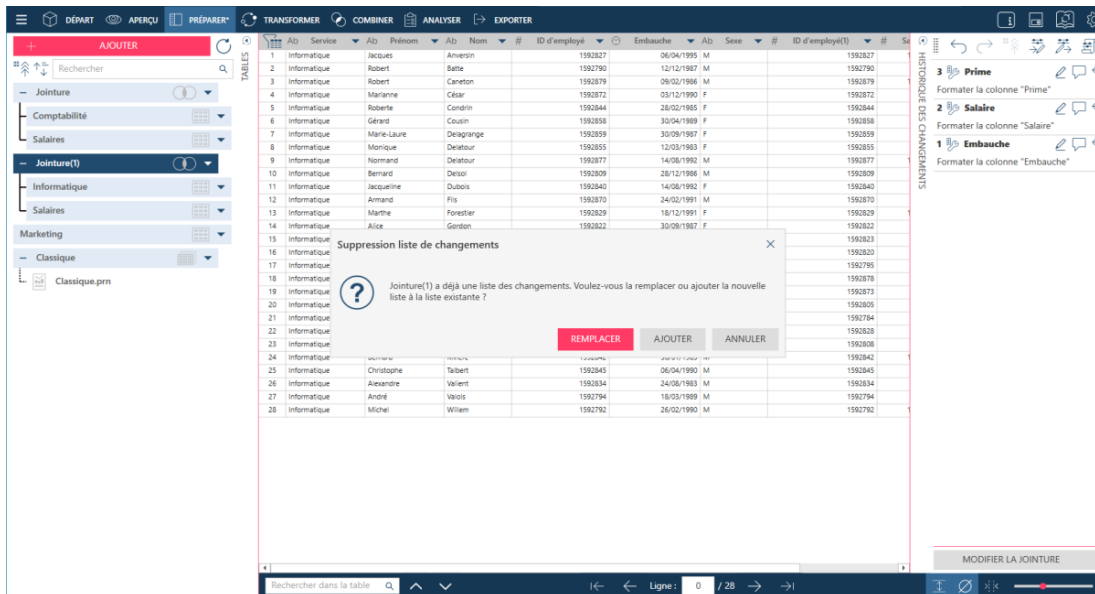 DÉPART APERÇU PRÉPARER* TRANSFORMER COMBINER ANALYSER EXPORTER
AJOUTER
Rechercher
Jointure
Comptabilité
Salaires
Jointure(1)
Informatique
Salaires
Marketing
Classique
Classique.prn
TABLES
Ab Service Ab Prénom Ab Nom # ID d'employé Embauche Ab Sexe # ID d'employé(1) # Sa
1 Informatique Jacques Anversin 1592827 06/04/1995 M 1592827
2 Informatique Robert Batte 1592790 12/12/1987 M 1592790
3 Informatique Robert Caneton 1592879 09/02/1986 M 1592879
4 Informatique Marianne César 1592872 03/12/1990 F 1592872
5 Informatique Roberte Condrin 1592844 28/02/1985 F 1592844
6 Informatique Gérard Cousin 1592858 30/04/1989 F 1592858
7 Informatique Marie-Laure Delagrange 1592859 30/09/1987 F 1592859
8 Informatique Monique Delatour 1592855 12/03/1983 F 1592855
9 Informatique Normand Delatour 1592877 14/08/1992 M 1592877
10 Informatique Bernard Delsol 1592809 28/12/1986 M 1592809
11 Informatique Jacqueline Dubois 1592840 14/08/1992 F 1592840
12 Informatique Armand Fils 1592870 24/02/1991 M 1592870
13 Informatique Marthe Forestier 1592829 18/12/1991 F 1592829
14 Informatique Alice Gordon 1592822 30/09/1987 F 1592822
15 Informatique 1592823
16 Informatique 1592820
17 Informatique 1592795
18 Informatique 1592878
19 Informatique 1592873
20 Informatique 1592805
21 Informatique 1592784
22 Informatique 1592828
23 Informatique 1592808
24 Informatique 1592842
25 Informatique Christophe Talbert 1592845 06/04/1990 M 1592845
26 Informatique Alexandre Valient 1592834 24/08/1983 M 1592834
27 Informatique André Valois 1592794 18/03/1989 M 1592794
28 Informatique Michel Willem 1592792 26/02/1990 M 1592792
Suppression liste de changements
Jointure(1) a déjà une liste des changements. Voulez-vous la remplacer ou ajouter la nouvelle
liste à la liste existante ?
REMPLACER AJOUTER ANNULER
HISTORIQUE DES CHANGEMENTS
3 Prime
Formater la colonne "Prime"
2 Salaire
Formater la colonne "Salaire"
1 Embauche
Formater la colonne "Embauche"
MODIFIER LA JOINTURE
Rechercher dans la table Ligne : 0 / 28